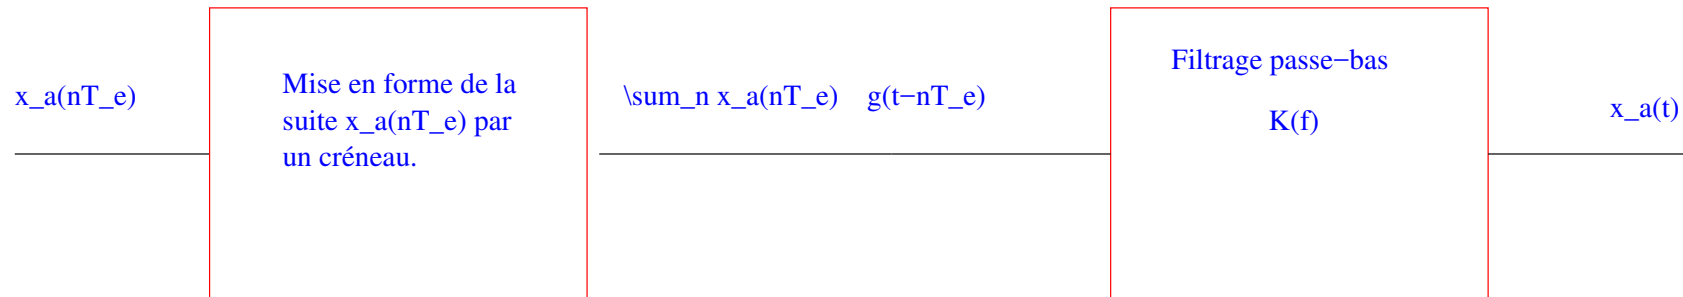 x_a(nT_e)
Mise en forme de la
suite x_a(nT_e) par
un créneau.
\sum_n x_a(nT_e) g(t−nT_e)
Filtrage passe−bas
K(f)
x_a(t)